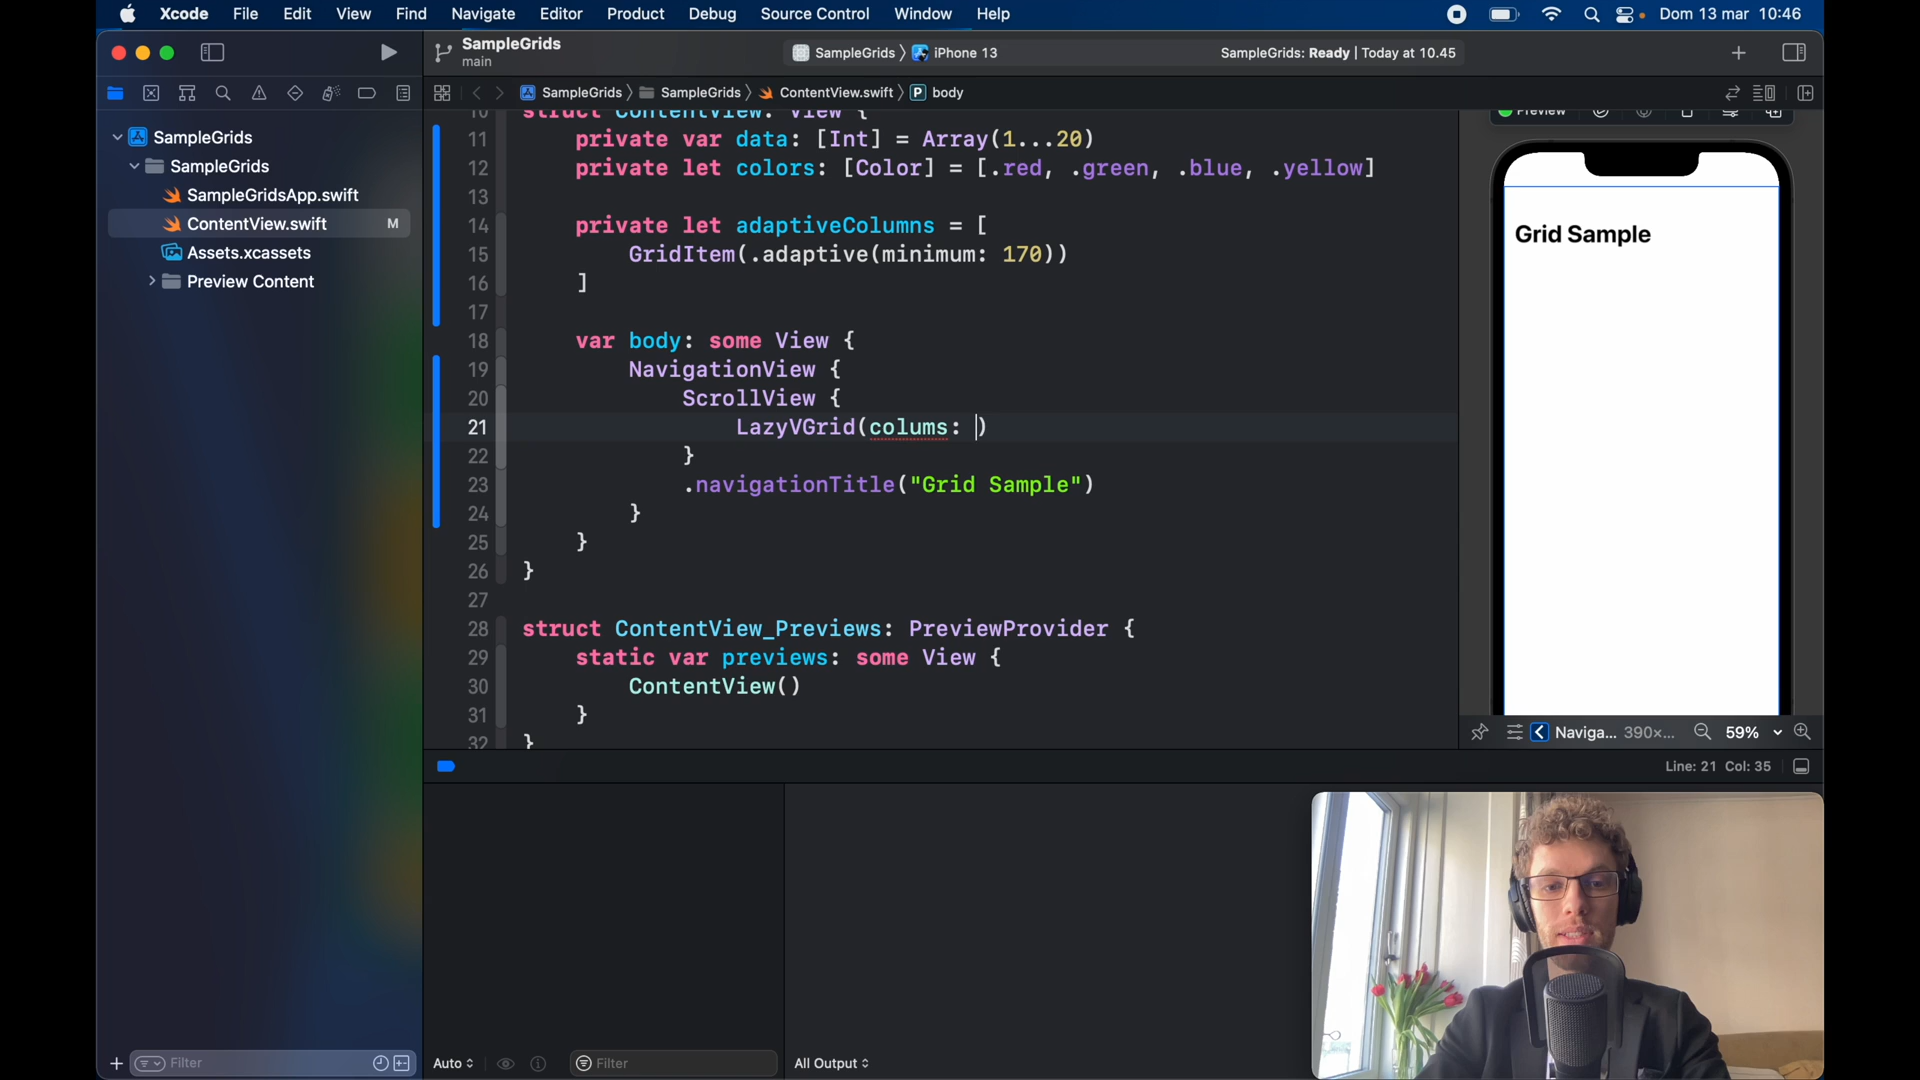 Xcode File Edit View Find Navigate Editor Product Debug Source Control Window Help Dom 13 mar 10:46
SampleGrids
main
SampleGrids 〉 iPhone 13
SampleGrids: Ready | Today at 10.45
SampleGrids 〉 SampleGrids 〉 ContentView.swift 〉 P body
SampleGrids
SampleGrids
SampleGridsApp.swift
ContentView.swift M
Assets.xcassets
Preview Content
10 struct ContentView: View {
11 private var data: [Int] = Array(1...20)
12 private let colors: [Color] = [.red, .green, .blue, .yellow]
13
14 private let adaptiveColumns = [
15 GridItem(.adaptive(minimum: 170))
16 ]
17
18 var body: some View {
19 NavigationView {
20 ScrollView {
21 LazyVGrid(colums: )
22 }
23 .navigationTitle("Grid Sample")
24 }
25 }
26 }
27
28 struct ContentView_Previews: PreviewProvider {
29 static var previews: some View {
30 ContentView()
31 }
32 }
Preview
Grid Sample
Naviga... 390×... 59%
Line: 21 Col: 35
Filter
Auto
Filter
All Output